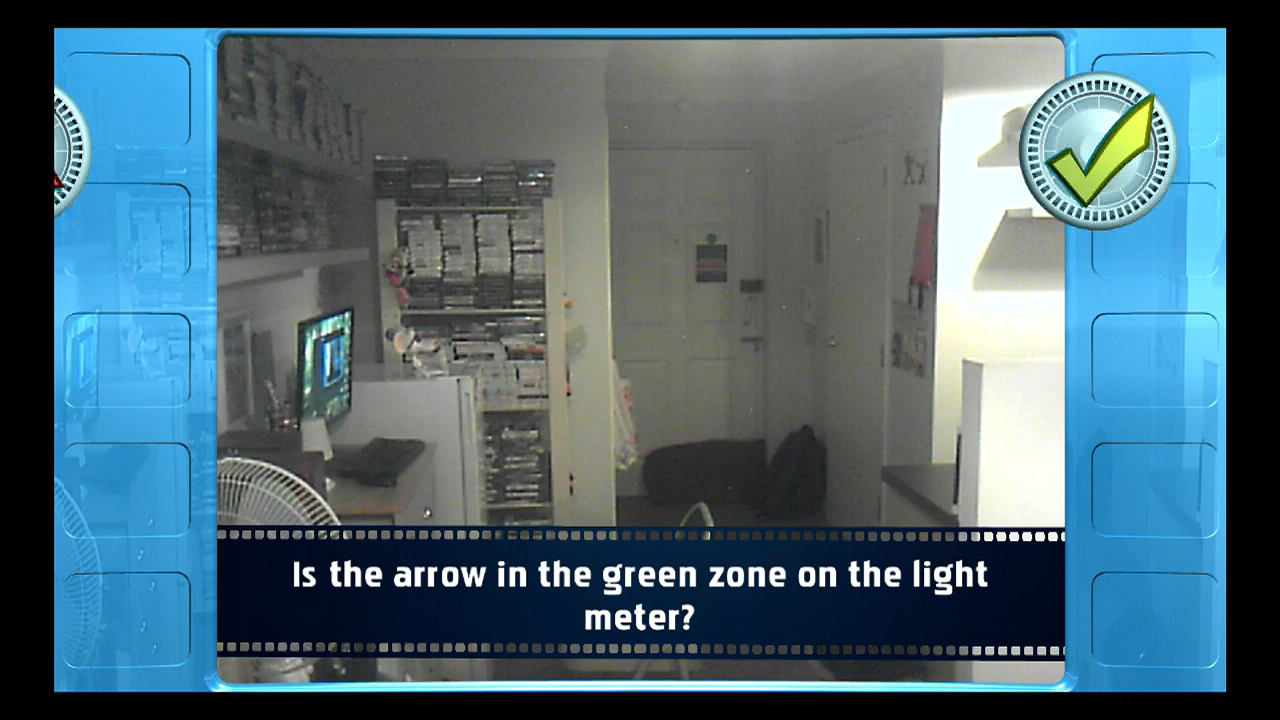 Is the arrow in the green zone on the light
meter?